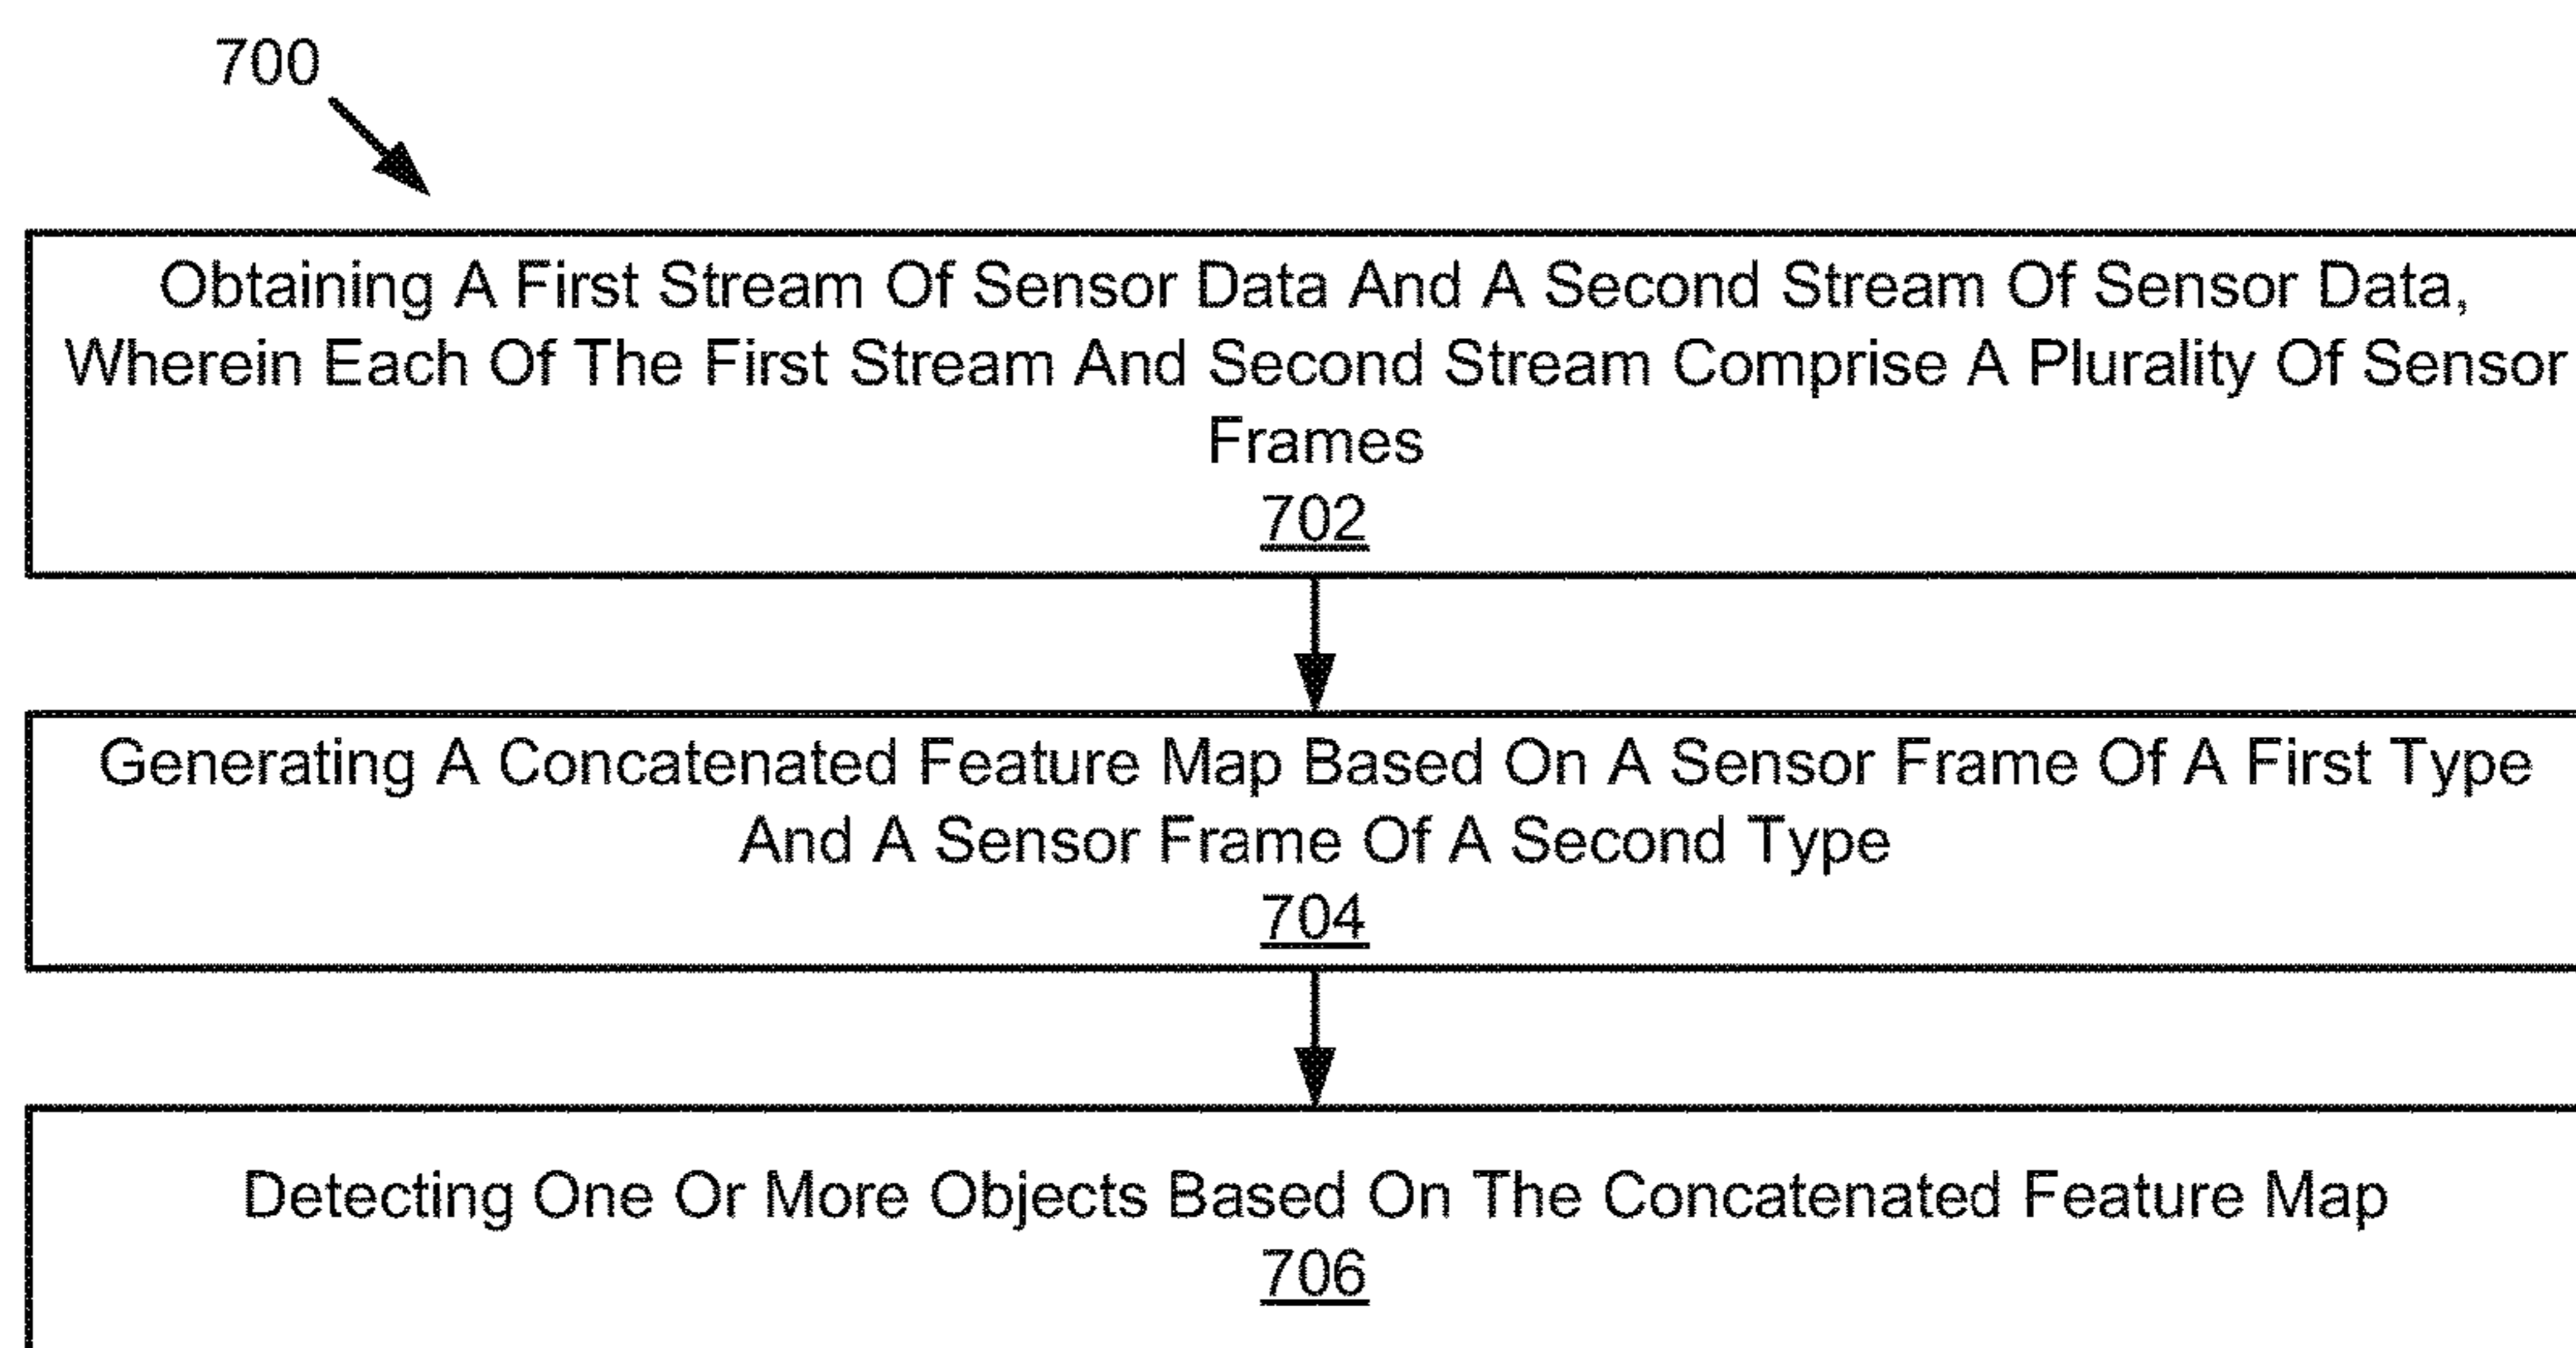 700
Obtaining A First Stream Of Sensor Data And A Second Stream Of Sensor Data,
Wherein Each Of The First Stream And Second Stream Comprise A Plurality Of Sensor
Frames
702
Generating A Concatenated Feature Map Based On A Sensor Frame Of A First Type
And A Sensor Frame Of A Second Type
704
Detecting One Or More Objects Based On The Concatenated Feature Map
706